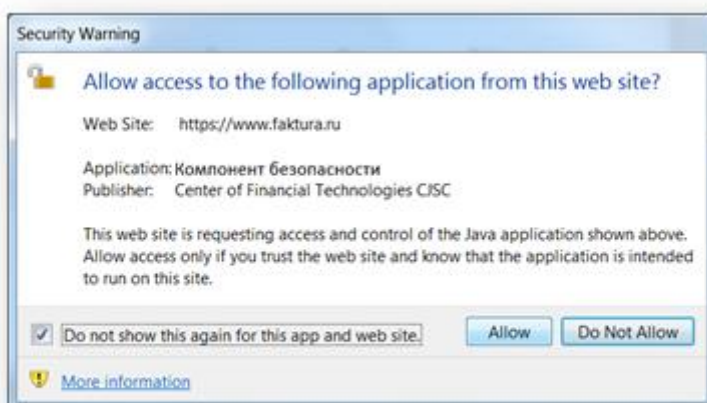 Security Warning
Allow access to the following application from this web site?
Web Site: https://www.faktura.ru
Application: Компонент безопасности
Publisher: Center of Financial Technologies CJSC
This web site is requesting access and control of the Java application shown above.
Allow access only if you trust the web site and know that the application is intended
to run on this site.
Do not show this again for this app and web site. Allow Do Not Allow
More information